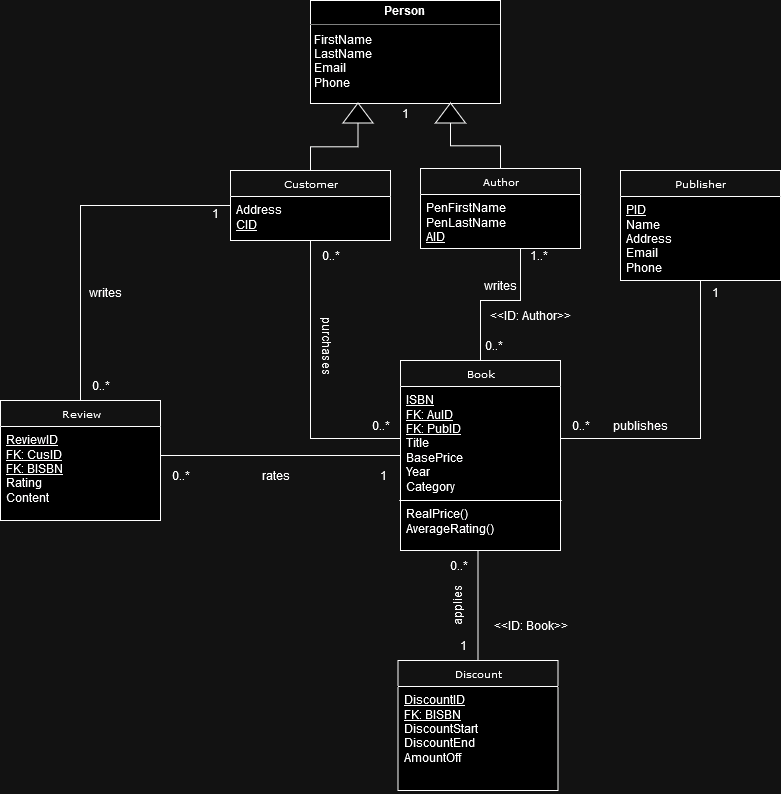 Person
FirstName
LastName
Email
Phone
1
Customer
Address
CID
Author
PenFirstName
PenLastName
AID
Publisher
PID
Name
Address
Email
Phone
1
writes
0..*
0..*
purchases
0..*
1..*
writes
<<ID: Author>>
0..*
1
0..*
publishes
Review
ReviewID
FK: CusID
FK: BISBN
Rating
Content
0..*
rates
1
Book
ISBN
FK: AuID
FK: PubID
Title
BasePrice
Year
Category
RealPrice()
AverageRating()
0..*
applies
<<ID: Book>>
1
Discount
DiscountID
FK: BISBN
DiscountStart
DiscountEnd
AmountOff